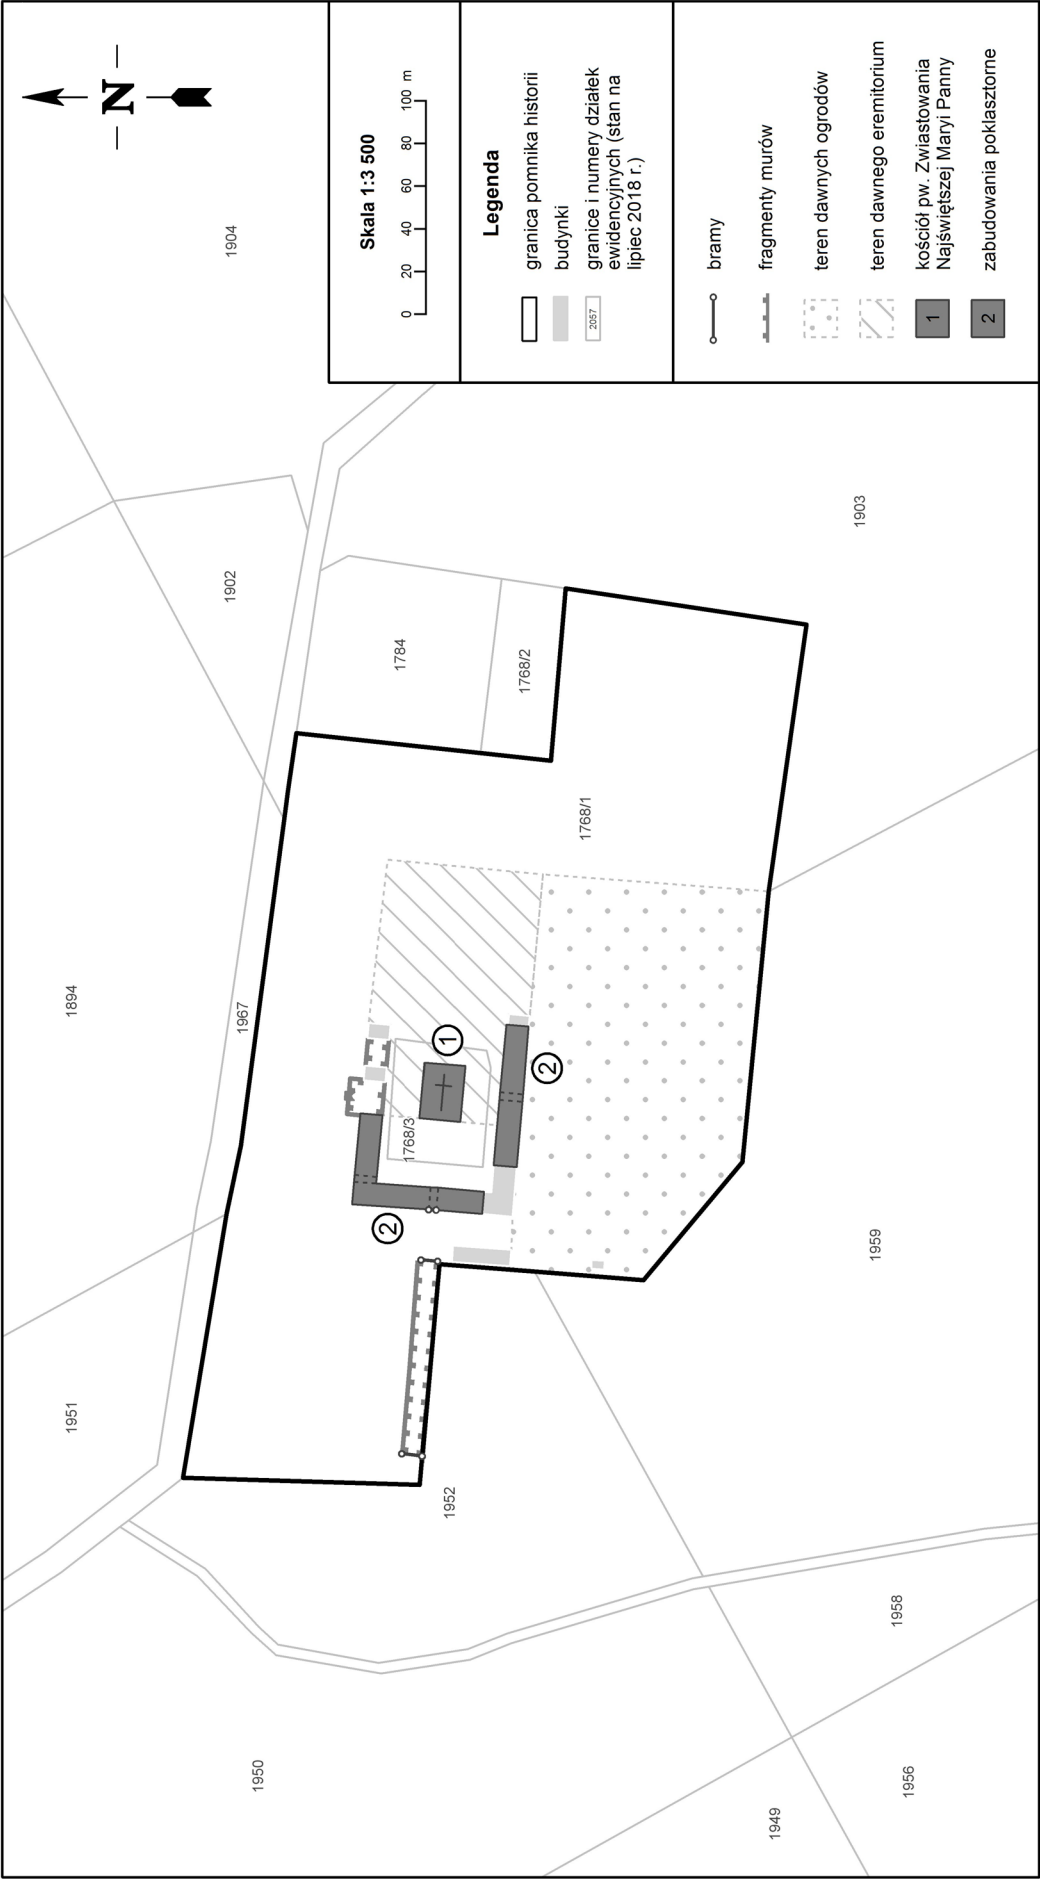 N
Skala 1:3 500
0 20 40 60 80 100 m
Legenda
granica pomnika historii
budynki
2057
granice i numery działek
ewidencyjnych (stan na
lipiec 2018 r.)
bramy
fragmenty murów
teren dawnych ogrodów
teren dawnego eremitorium
1
kościół pw. Zwiastowania
Najświętszej Maryi Panny
2
zabudowania poklasztorne
1951
1894
1904
1950
1967
1902
1952
1768/3
1784
1768/2
1768/1
1
2
2
1949
1956
1958
1959
1903